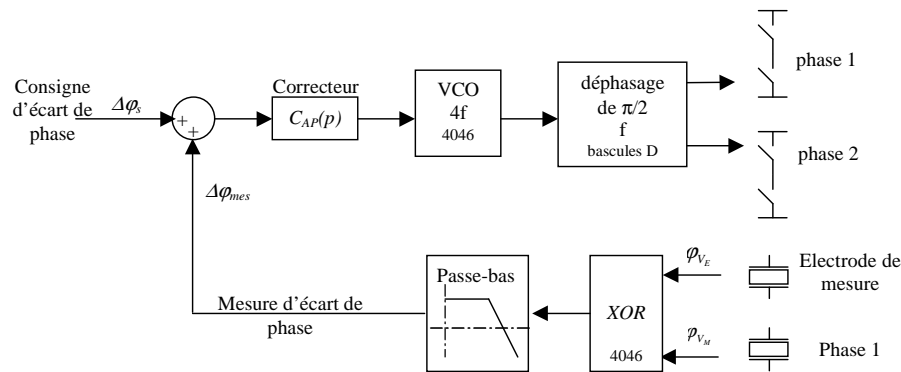 Consigne
d'écart de
phase
Δφs
+
+
Correcteur
CAP(p)
VCO
4f
4046
déphasage
de π/2
f
bascules D
phase 1
phase 2
Δφmes
Mesure d'écart de
phase
Passe-bas
XOR
4046
φVE
φVM
Electrode de
mesure
Phase 1